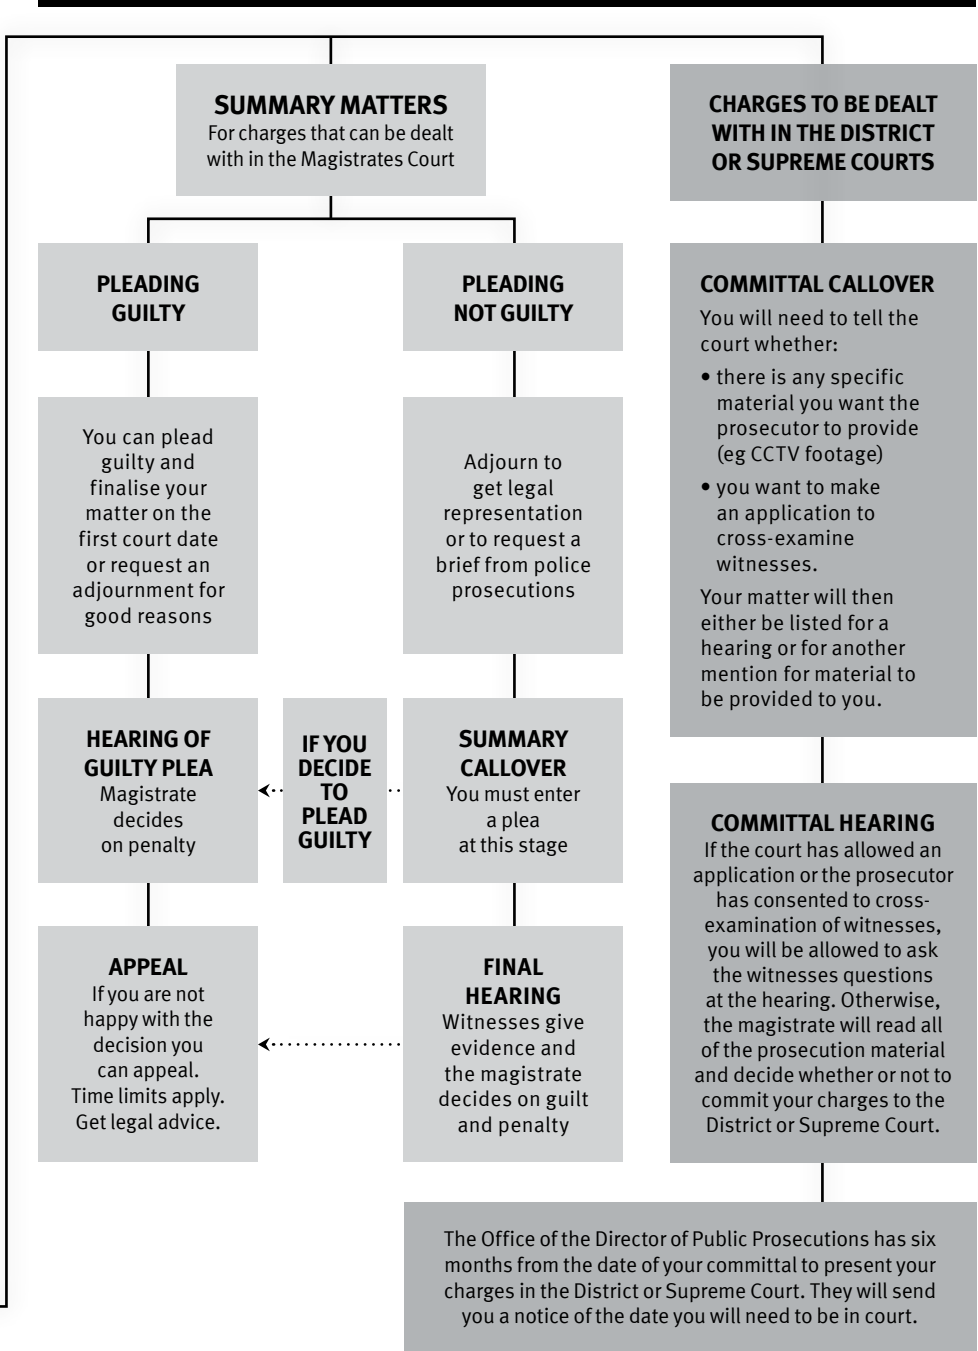 SUMMARY MATTERS
For charges that can be dealt
with in the Magistrates Court
PLEADING
GUILTY
You can plead
guilty and
finalise your
matter on the
first court date
or request an
adjournment for
good reasons
HEARING OF
GUILTY PLEA
Magistrate
decides
on penalty
APPEAL
If you are not
happy with the
decision you
can appeal.
Time limits apply.
Get legal advice.
IF YOU
DECIDE
TO
PLEAD
GUILTY
PLEADING
NOT GUILTY
Adjourn to
get legal
representation
or to request a
brief from police
prosecutions
SUMMARY
CALLOVER
You must enter
a plea
at this stage
FINAL
HEARING
Witnesses give
evidence and
the magistrate
decides on guilt
and penalty
CHARGES TO BE DEALT
WITH IN THE DISTRICT
OR SUPREME COURTS
COMMITTAL CALLOVER
You will need to tell the
court whether:
• there is any specific
material you want the
prosecutor to provide
(eg CCTV footage)
• you want to make
an application to
cross-examine
witnesses.
Your matter will then
either be listed for a
hearing or for another
mention for material to
be provided to you.
COMMITTAL HEARING
If the court has allowed an
application or the prosecutor
has consented to cross-
examination of witnesses,
you will be allowed to ask
the witnesses questions
at the hearing. Otherwise,
the magistrate will read all
of the prosecution material
and decide whether or not to
commit your charges to the
District or Supreme Court.
The Office of the Director of Public Prosecutions has six
months from the date of your committal to present your
charges in the District or Supreme Court. They will send
you a notice of the date you will need to be in court.